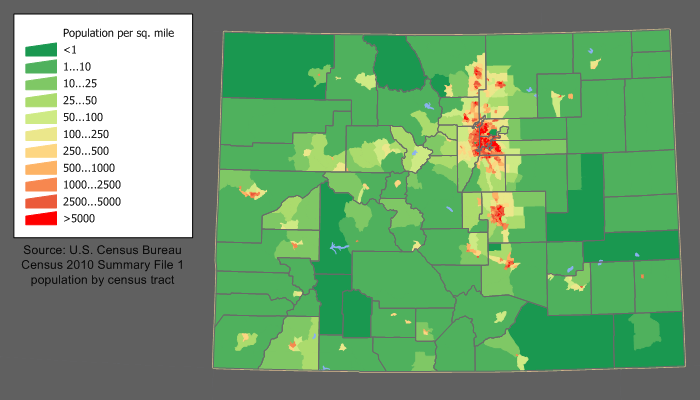 Population per sq. mile
<1
1...10
10...25
25...50
50...100
100...250
250...500
500...1000
1000...2500
2500...5000
>5000
Source: U.S. Census Bureau
Census 2010 Summary File 1
population by census tract